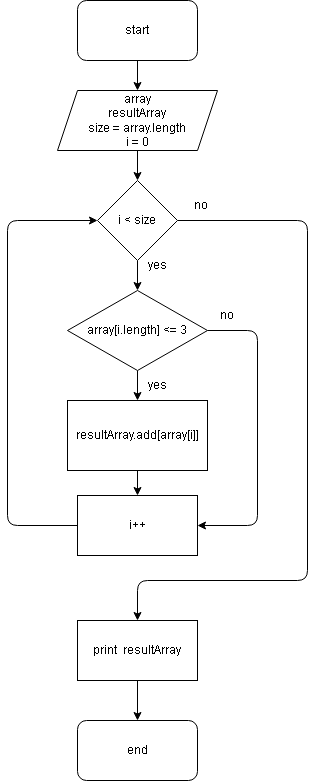 start
array
resultArray
size = array.length
i = 0
i < size
no
yes
array[i.length] <= 3
no
yes
resultArray.add[array[i]]
i++
print resultArray
end